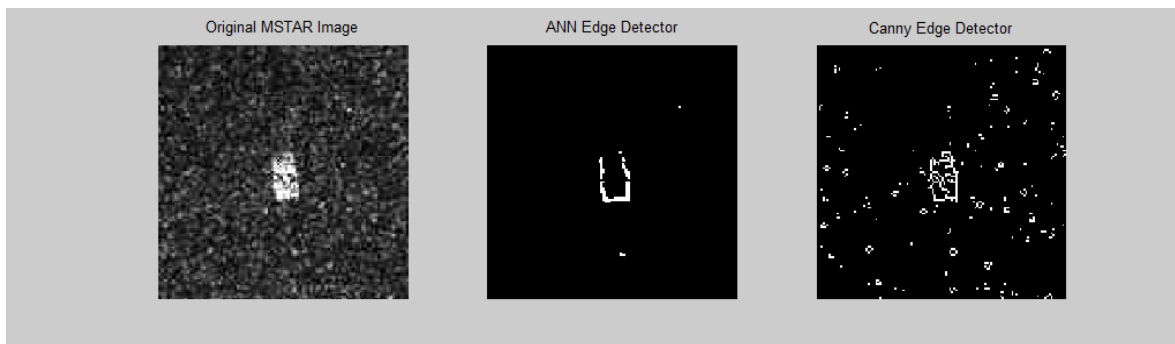 Original MSTAR Image
ANN Edge Detector
Canny Edge Detector